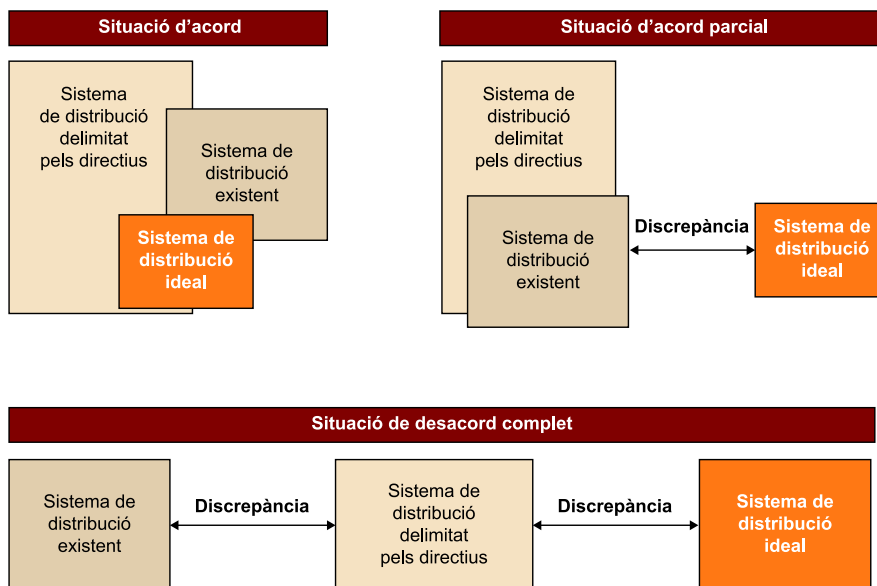 Situació d’acord
Sistema
de distribució
delimitat
pels directius
Sistema de
distribució
existent
Sistema de
distribució
ideal
Situació d’acord parcial
Sistema de
distribució
delimitat
pels directius
Sistema de
distribució
existent
Discrepància
Sistema de
distribució
ideal
Situació de desacord complet
Sistema de
distribució
existent
Discrepància
Sistema de
distribució
delimitat
pels directius
Discrepància
Sistema de
distribució
ideal